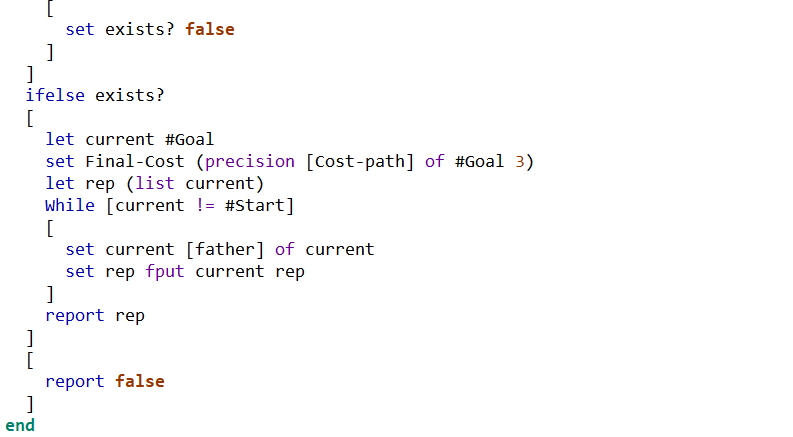 [
set exists? false
]
]
ifelse exists?
[
let current #Goal
set Final-Cost (precision [Cost-path] of #Goal 3)
let rep (list current)
While [current != #Start]
[
set current [father] of current
set rep fput current rep
]
report rep
]
[
report false
]
end